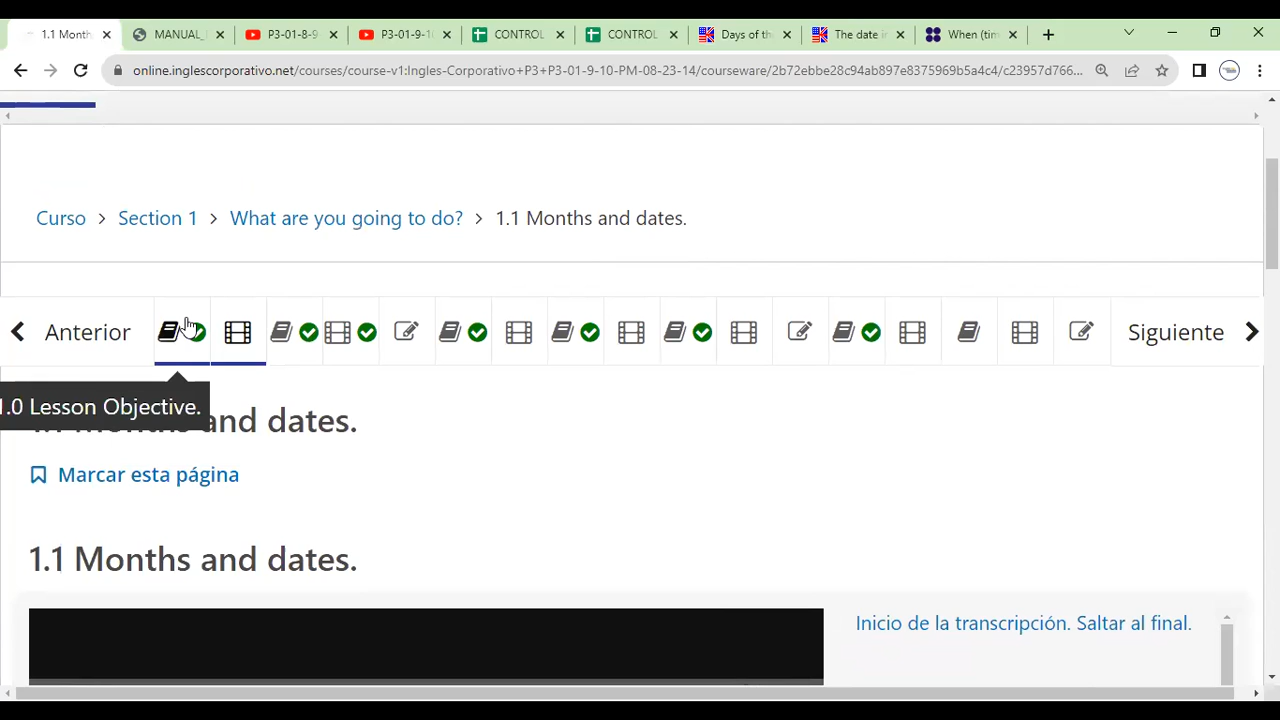 1.1 Month
MANUAL_
P3-01-8-9
P3-01-9-1
CONTROL
CONTROL
Days of th
The date i
When (tim
online.inglescorporativo.net/courses/course-v1:Ingles-Corporativo+P3+P3-01-9-10-PM-08-23-14/courseware/2b72ebbe28c94ab897e8375969b5a4c4/c23957d766...
Curso > Section 1 > What are you going to do? > 1.1 Months and dates.
Anterior
Siguiente
1.0 Lesson Objective.
1.1 Months and dates.
Marcar esta página
1.1 Months and dates.
Inicio de la transcripción. Saltar al final.